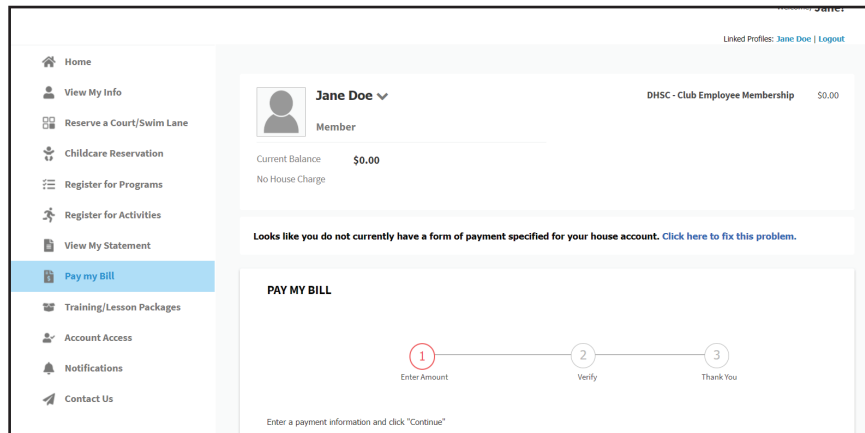 Jane!
Linked Profiles: Jane Doe | Logout
Home
View My Info
Reserve a Court/Swim Lane
Childcare Reservation
Register for Programs
Register for Activities
View My Statement
Pay my Bill
Training/Lesson Packages
Account Access
Notifications
Contact Us
Jane Doe
Member
DHSC - Club Employee Membership $0.00
Current Balance $0.00
No House Charge
Looks like you do not currently have a form of payment specified for your house account. Click here to fix this problem.
PAY MY BILL
1 2 3
Enter Amount Verify Thank You
Enter a payment information and click "Continue"